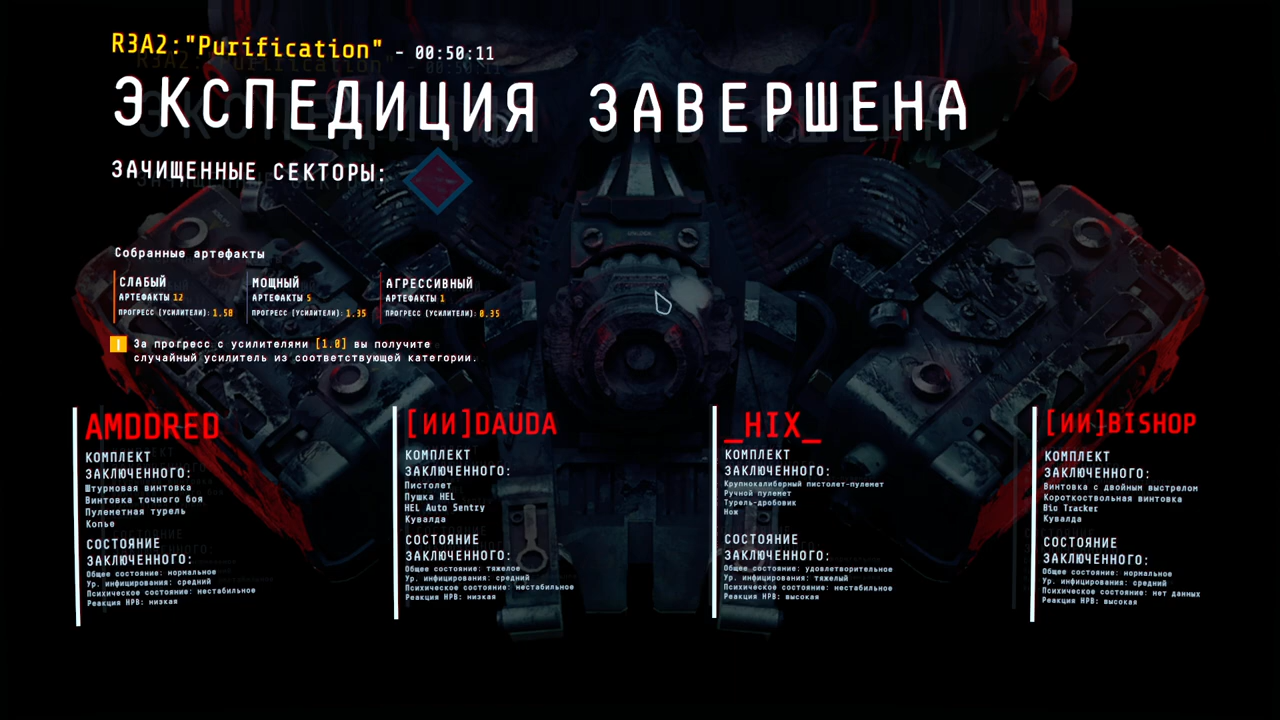 R3A2:"Purification" - 00:50:11
ЭКСПЕДИЦИЯ ЗАВЕРШЕНА
ЗАЧИЩЕННЫЕ СЕКТОРЫ:
Собранные артефакты
СЛАБЫЙ
АРТЕФАКТЫ 12
ПРОГРЕСС (УСИЛИТЕЛИ): 1.50
МОЩНЫЙ
АРТЕФАКТЫ 5
ПРОГРЕСС (УСИЛИТЕЛИ): 1.35
АГРЕССИВНЫЙ
АРТЕФАКТЫ 1
ПРОГРЕСС (УСИЛИТЕЛИ): 0.35
За прогресс с усилителями [1.0] вы получите
случайный усилитель из соответствующей категории.
AMDDRED
КОМПЛЕКТ
ЗАКЛЮЧЕННОГО:
Штурмовая винтовка
Винтовка точного боя
Пулеметная турель
Копье
СОСТОЯНИЕ
ЗАКЛЮЧЕННОГО:
Общее состояние: нормальное
Ур. инфицирования: средний
Психическое состояние: нестабильное
Реакция НРВ: низкая
[ИИ]DAUDA
КОМПЛЕКТ
ЗАКЛЮЧЕННОГО:
Пистолет
Пушка HEL
HEL Auto Sentry
Кувалда
СОСТОЯНИЕ
ЗАКЛЮЧЕННОГО:
Общее состояние: тяжелое
Ур. инфицирования: средний
Психическое состояние: нестабильное
Реакция НРВ: низкая
_HIX_
КОМПЛЕКТ
ЗАКЛЮЧЕННОГО:
Крупнокалиберный пистолет-пулемет
Ручной пулемет
Турель-дробовик
Нож
СОСТОЯНИЕ
ЗАКЛЮЧЕННОГО:
Общее состояние: удовлетворительное
Ур. инфицирования: тяжелый
Психическое состояние: нестабильное
Реакция НРВ: высокая
[ИИ]BISHOP
КОМПЛЕКТ
ЗАКЛЮЧЕННОГО:
Винтовка с двойным выстрелом
Короткоствольная винтовка
Bio Tracker
Кувалда
СОСТОЯНИЕ
ЗАКЛЮЧЕННОГО:
Общее состояние: нормальное
Ур. инфицирования: средний
Психическое состояние: нет данных
Реакция НРВ: высокая